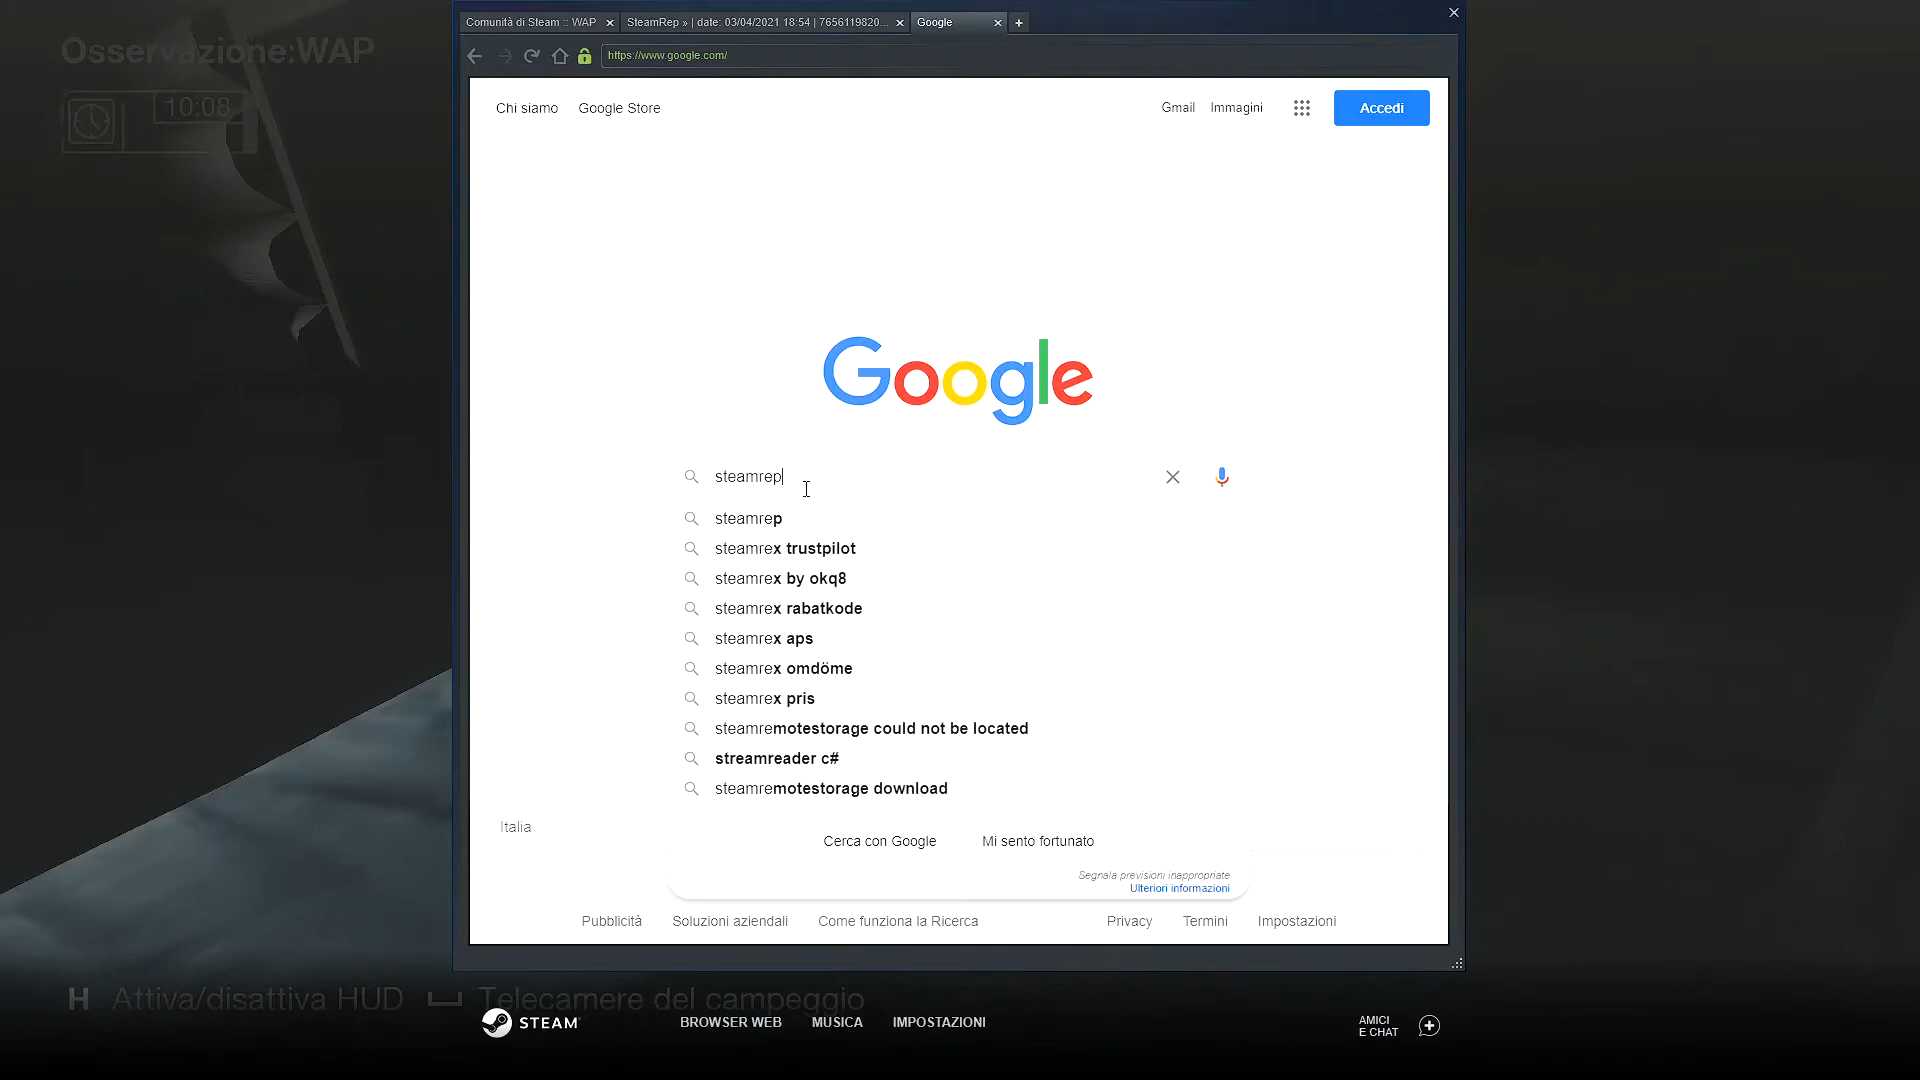 Comunità di Steam :: WAP
SteamRep » | date: 03/04/2021 18:54 | 7656119820...
Google
Osservazione:WAP
https://www.google.com/
10:08
Chi siamo
Google Store
Gmail
Immagini
Accedi
Google
steamrep
steamrep
steamrex trustpilot
steamrex by okq8
steamrex rabatkode
steamrex aps
steamrex omdöme
steamrex pris
steamremotestorage could not be located
streamreader c#
steamremotestorage download
Italia
Cerca con Google
Mi sento fortunato
Segnala previsioni inappropriate
Ulteriori informazioni
Pubblicità
Soluzioni aziendali
Come funziona la Ricerca
Privacy
Termini
Impostazioni
H Attiva/disattiva HUD
Telecamere del campeggio
STEAM
BROWSER WEB
MUSICA
IMPOSTAZIONI
AMICI
E CHAT